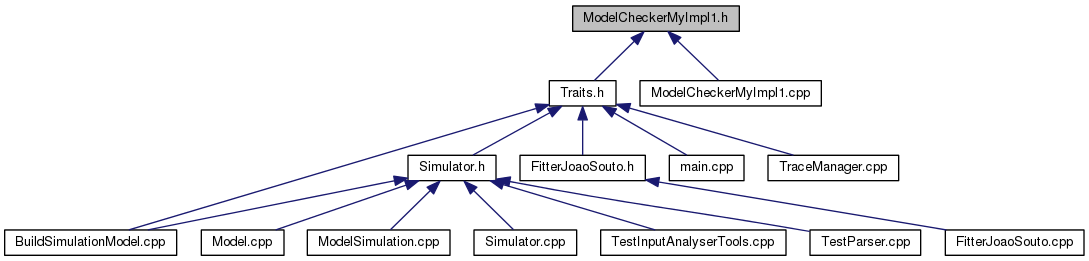 ModelCheckerMyImpl1.h
Traits.h
ModelCheckerMyImpl1.cpp
Simulator.h
FitterJoaoSouto.h
main.cpp
TraceManager.cpp
BuildSimulationModel.cpp
Model.cpp
ModelSimulation.cpp
Simulator.cpp
TestInputAnalyserTools.cpp
TestParser.cpp
FitterJoaoSouto.cpp